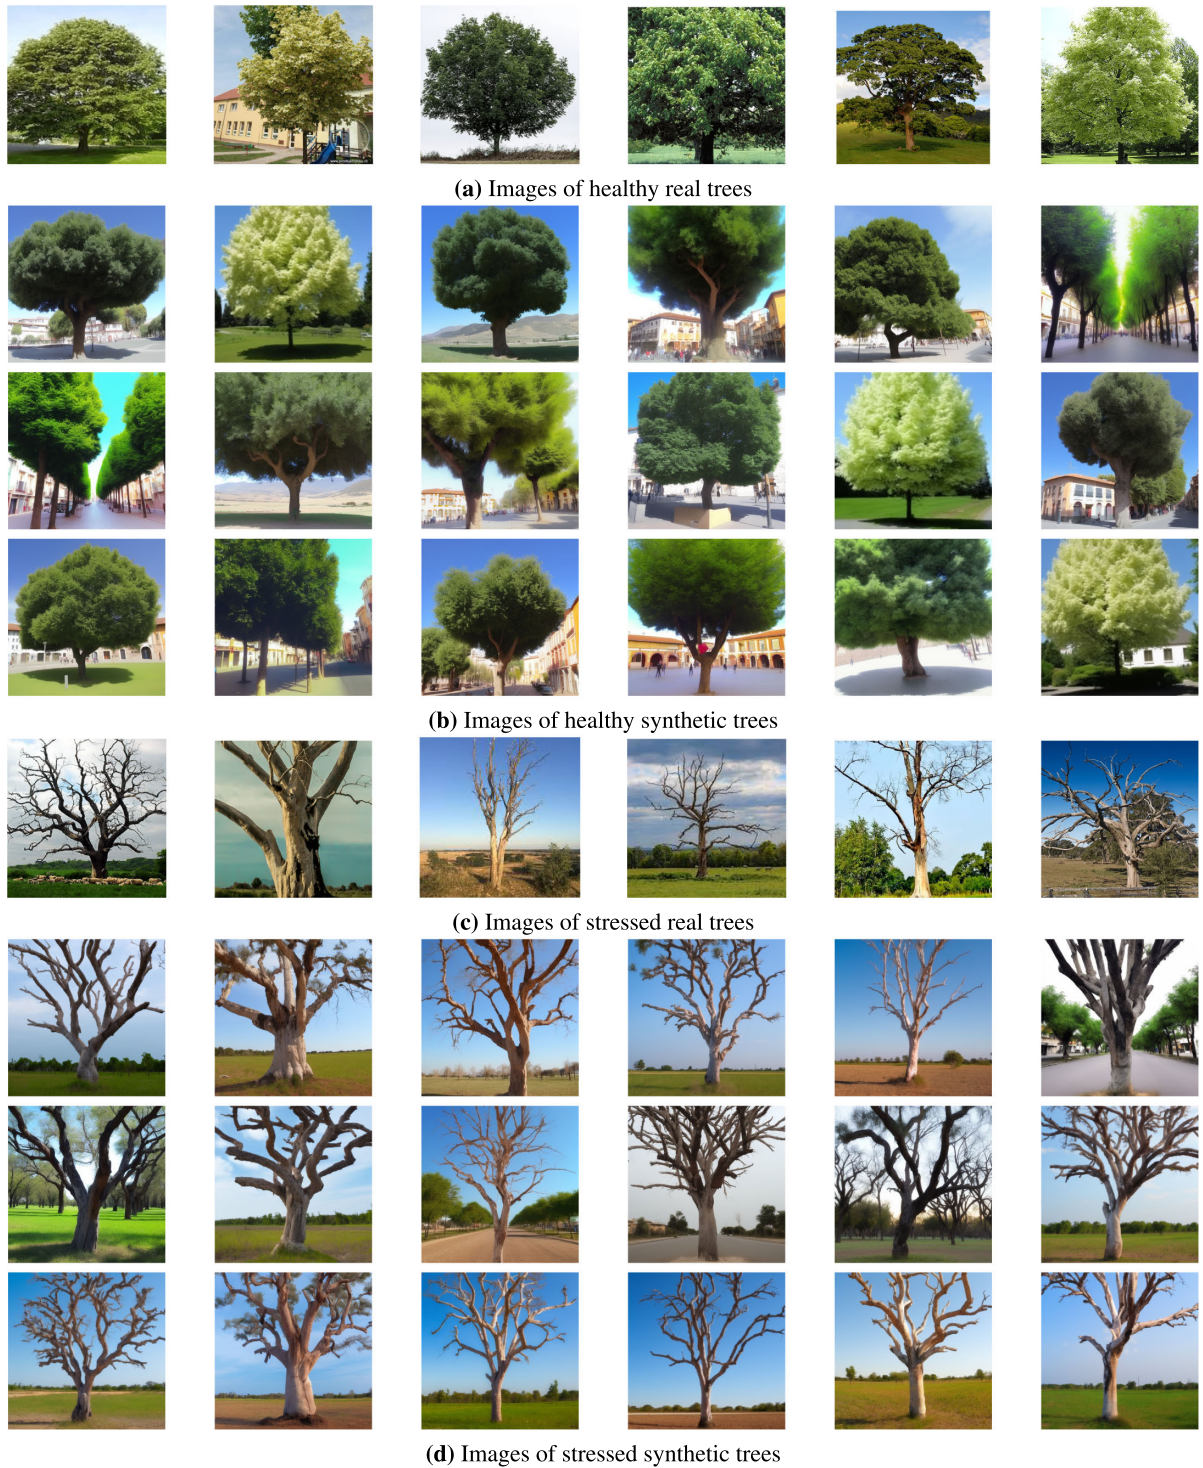 (a) Images of healthy real trees
(b) Images of healthy synthetic trees
(c) Images of stressed real trees
(d) Images of stressed synthetic trees